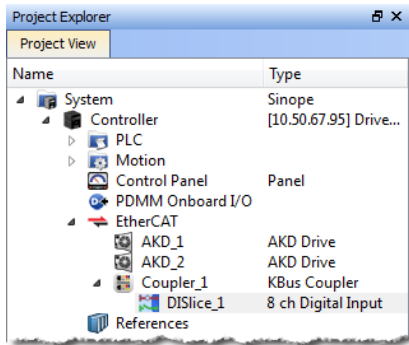 Project Explorer
Project View
Name Type
System Sinope
Controller [10.50.67.95] Drive...
PLC
Motion
Control Panel Panel
PDMM Onboard I/O
EtherCAT
AKD_1 AKD Drive
AKD_2 AKD Drive
Coupler_1 KBus Coupler
DISlice_1 8 ch Digital Input
References